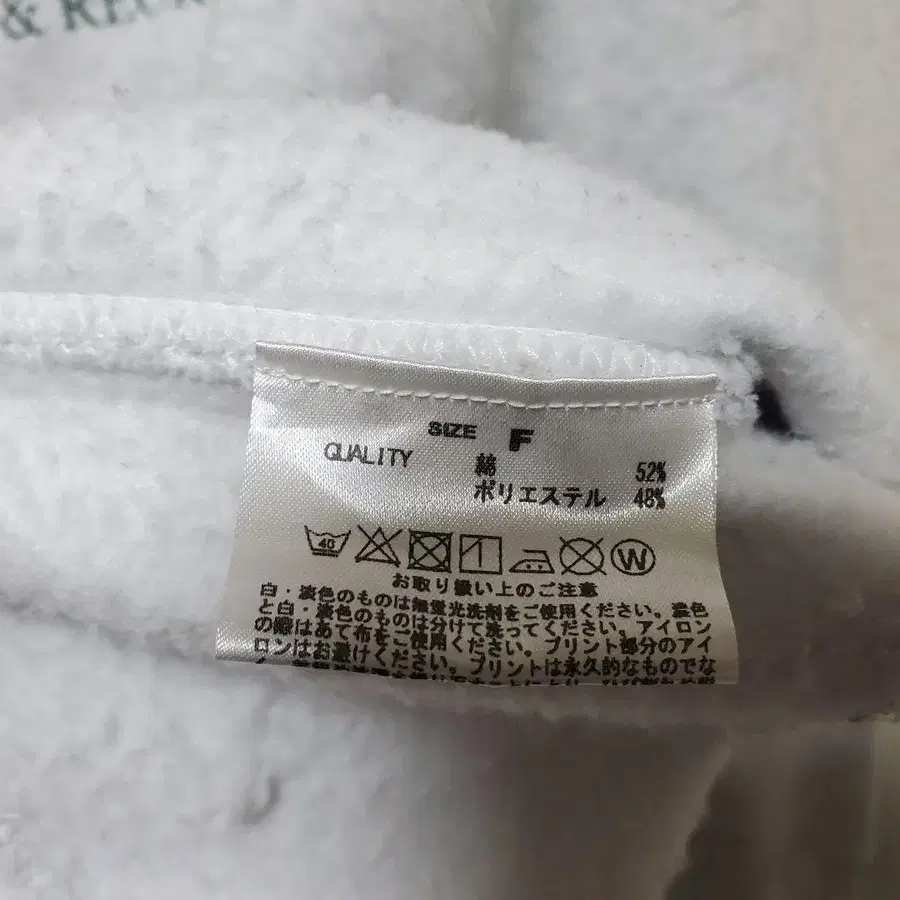 & RECR
SIZE F
QUALITY 綿 52%
ポリエステル 48%
40 W
お取り扱い上のご注意
白・淡色のものは無蛍光洗剤をご使用ください。濃色
と白・淡色のものは分けて洗ってください。アイロン
の際はあて布をご使用ください。プリント部分のアイ
ロンはお避けください。プリントは永久的なものでな